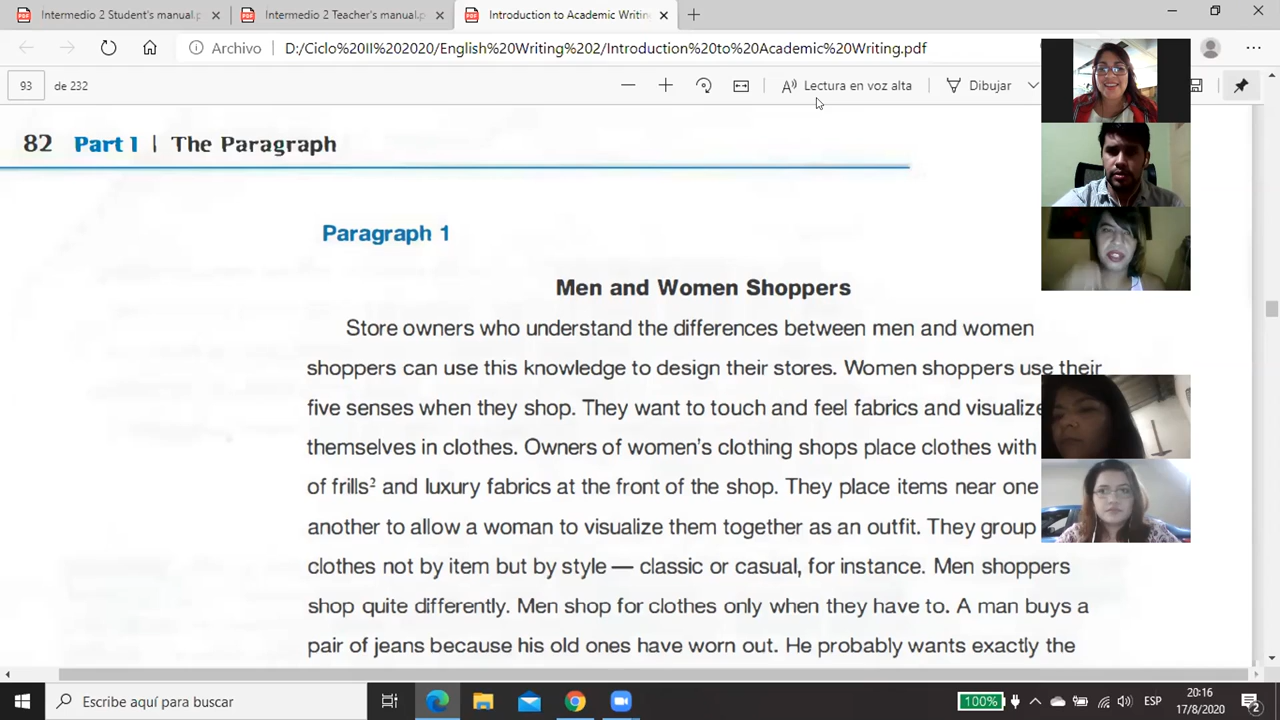 Intermedio 2 Student's manual.p
Intermedio 2 Teacher's manual.p
Introduction to Academic Writin
Archivo
D:/Ciclo%20II%202020/English%20Writing%202/Introduction%20to%20Academic%20Writing.pdf
93 de 232
Lectura en voz alta
Dibujar
82 Part 1 | The Paragraph
Paragraph 1
Men and Women Shoppers
Store owners who understand the differences between men and women
shoppers can use this knowledge to design their stores. Women shoppers use their
five senses when they shop. They want to touch and feel fabrics and visualize
themselves in clothes. Owners of women's clothing shops place clothes with
of frills² and luxury fabrics at the front of the shop. They place items near one
another to allow a woman to visualize them together as an outfit. They group
clothes not by item but by style — classic or casual, for instance. Men shoppers
shop quite differently. Men shop for clothes only when they have to. A man buys a
pair of jeans because his old ones have worn out. He probably wants exactly the
Escribe aquí para buscar
100%
ESP
20:16
17/8/2020
2